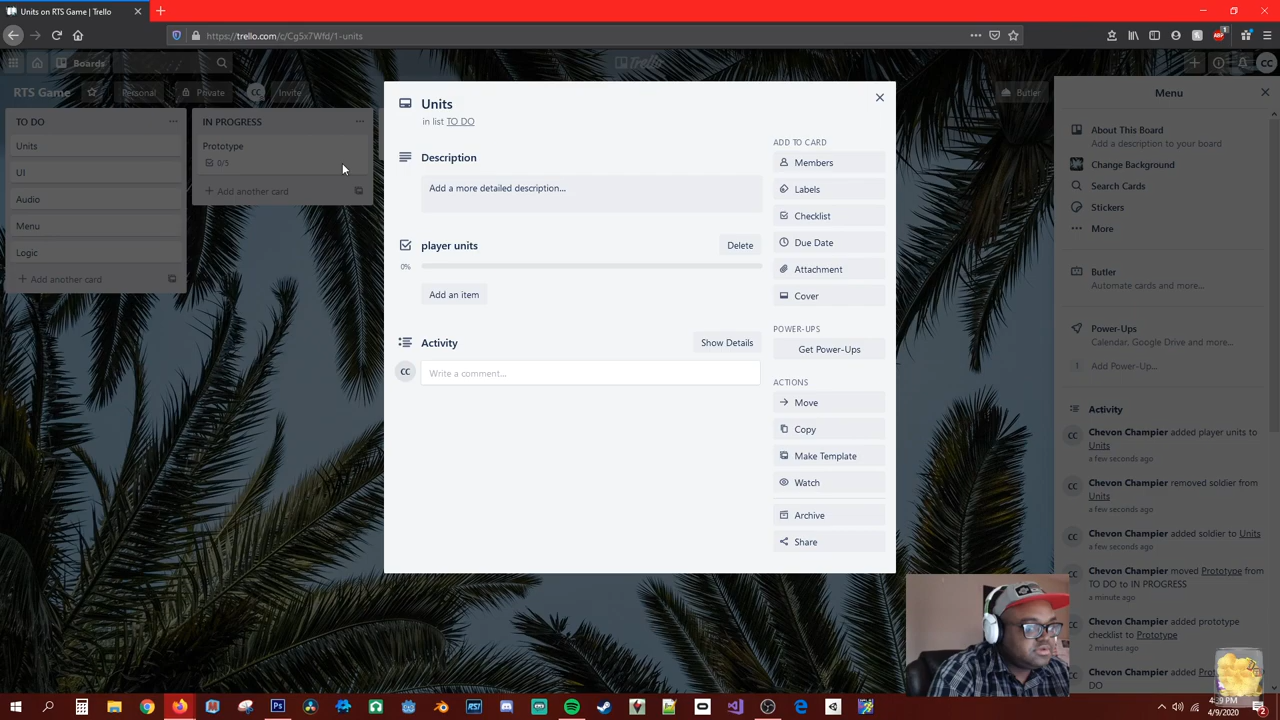 Units on RTS Game | Trello
https://trello.com/c/Cg5x7Wfd/1-units
Boards
Trello
CC
RTS Game
Personal
Private
CC
Invite
Butler
TO DO
Units
UI
Audio
Menu
Logic
Add another card
IN PROGRESS
Prototype
0/5
Add another card
Units
in list TO DO
Description
Add a more detailed description...
player units
Delete
0%
Add an item
Activity
Show Details
CC
Write a comment...
ADD TO CARD
Members
Labels
Checklist
Due Date
Attachment
Cover
POWER-UPS
Get Power-Ups
ACTIONS
Move
Copy
Make Template
Watch
Archive
Share
Menu
About This Board
Add a description to your board
Change Background
Search Cards
Stickers
More
Butler
Automate cards and more...
Power-Ups
Calendar, Google Drive and more...
1 Add Power-Up...
Activity
CC Chevon Champier added player units to
Units
a few seconds ago
CC Chevon Champier removed soldier from
Units
a few seconds ago
CC Chevon Champier added soldier to Units
a few seconds ago
CC Chevon Champier moved Prototype from
TO DO to IN PROGRESS
a minute ago
CC Chevon Champier added prototype
checklist to Prototype
2 minutes ago
CC Chevon Champier added
DO
4/9/2020